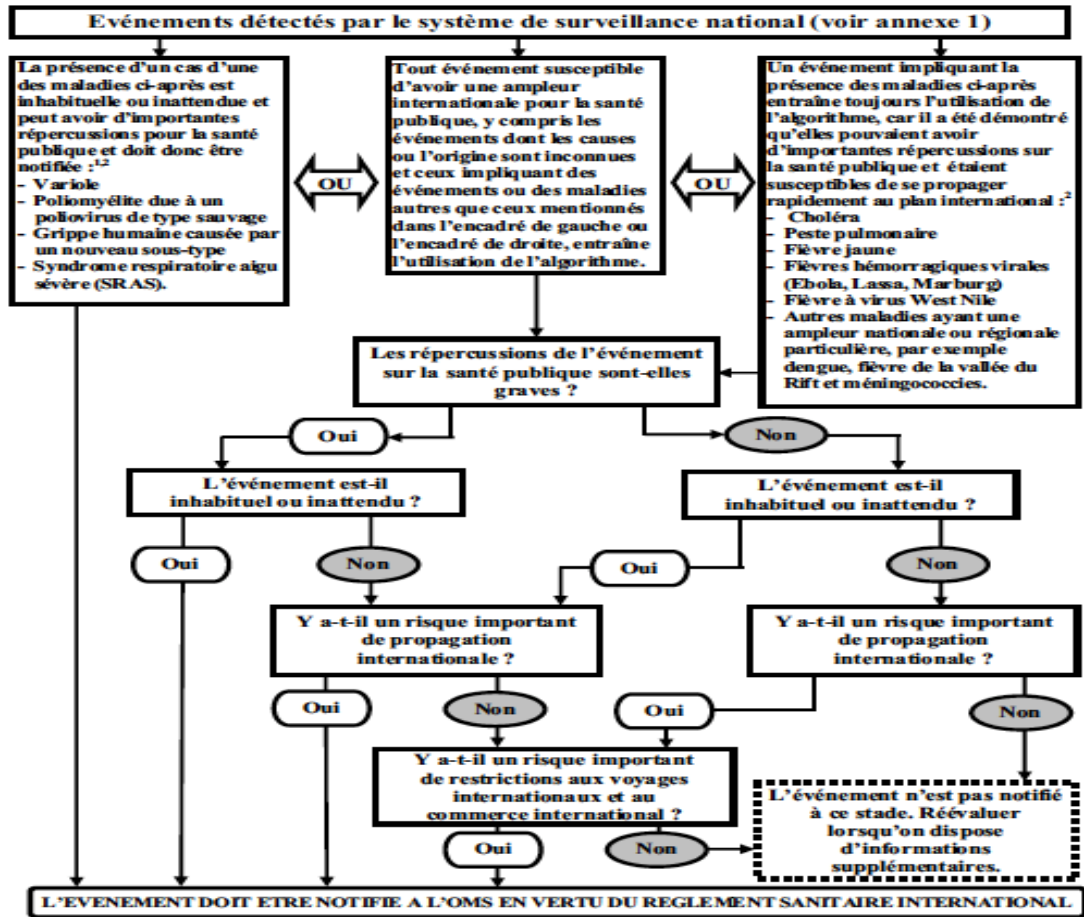 Evénements détectés par le système de surveillance national (voir annexe 1)
La présence d'un cas d'une
des maladies ci-après est
inhabituelle ou inattendue et
peut avoir d'importantes
répercussions pour la santé
publique et doit donc être
notifiée :1,2
- Variole
- Poliomyélite due à un
poliovirus de type sauvage
- Grippe humaine causée par
un nouveau sous-type
- Syndrome respiratoire aigu
sévère (SRAS).
OU
Tout événement susceptible
d'avoir une ampleur
internationale pour la santé
publique, y compris les
événements dont les causes
ou l'origine sont inconnues
et ceux impliquant des
événements ou des maladies
autres que ceux mentionnés
dans l'encadré de gauche ou
l'encadré de droite, entraîne
l'utilisation de l'algorithme.
OU
Un événement impliquant la
présence des maladies ci-après
entraîne toujours l'utilisation de
l'algorithme, car il a été démontré
qu'elles pouvaient avoir
d'importantes répercussions sur
la santé publique et étaient
susceptibles de se propager
rapidement au plan international :2
- Choléra
- Peste pulmonaire
- Fièvre jaune
- Fièvres hémorragiques virales
(Ebola, Lassa, Marburg)
- Fièvre à virus West Nile
- Autres maladies ayant une
ampleur nationale ou régionale
particulière, par exemple
dengue, fièvre de la vallée du
Rift et méningococcies.
Les répercussions de l'événement
sur la santé publique sont-elles
graves ?
Oui
Non
L'événement est-il
inhabituel ou inattendu ?
L'événement est-il
inhabituel ou inattendu ?
Oui
Non
Oui
Non
Y a-t-il un risque important
de propagation
internationale ?
Y a-t-il un risque important
de propagation
internationale ?
Oui
Non
Oui
Non
Y a-t-il un risque important
de restrictions aux voyages
internationaux et au
commerce international ?
L'événement n'est pas notifié
à ce stade. Réévaluer
lorsqu'on dispose
d'informations
supplémentaires.
Oui
Non
L'EVENEMENT DOIT ETRE NOTIFIE A L'OMS EN VERTU DU REGLEMENT SANITAIRE INTERNATIONAL